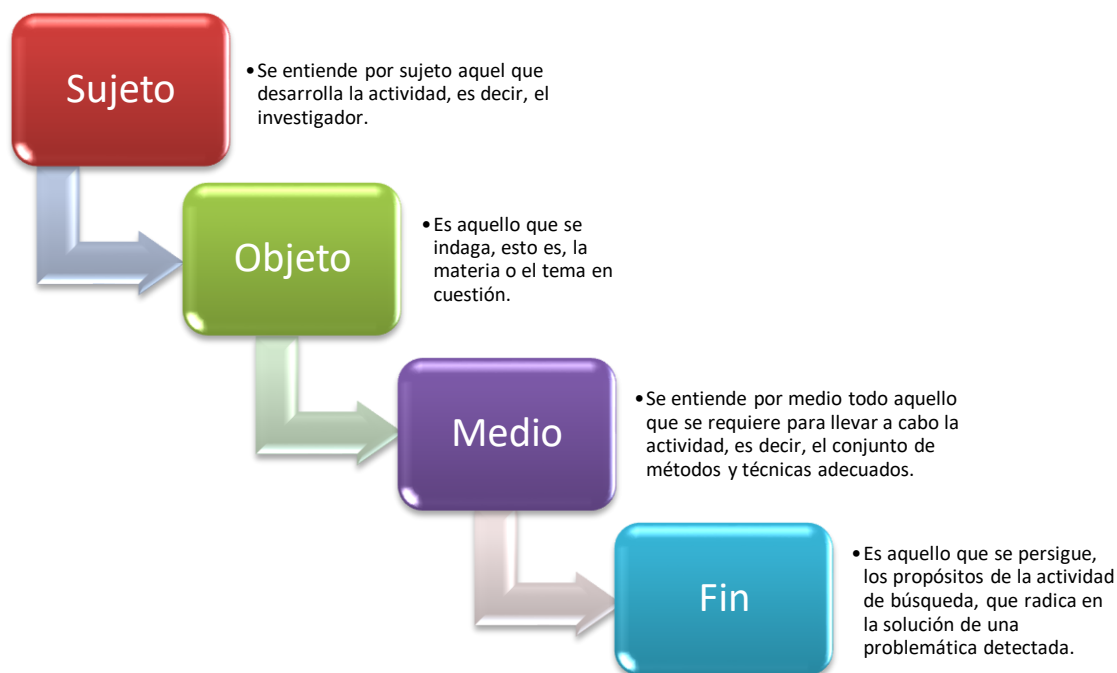 Sujeto
•Se entiende por sujeto aquel que
desarrolla la actividad, es decir, el
investigador.
Objeto
•Es aquello que se
indaga, esto es, la
materia o el tema en
cuestión.
Medio
•Se entiende por medio todo aquello
que se requiere para llevar a cabo la
actividad, es decir, el conjunto de
métodos y técnicas adecuados.
Fin
•Es aquello que se persigue,
los propósitos de la actividad
de búsqueda, que radica en
la solución de una
problemática detectada.